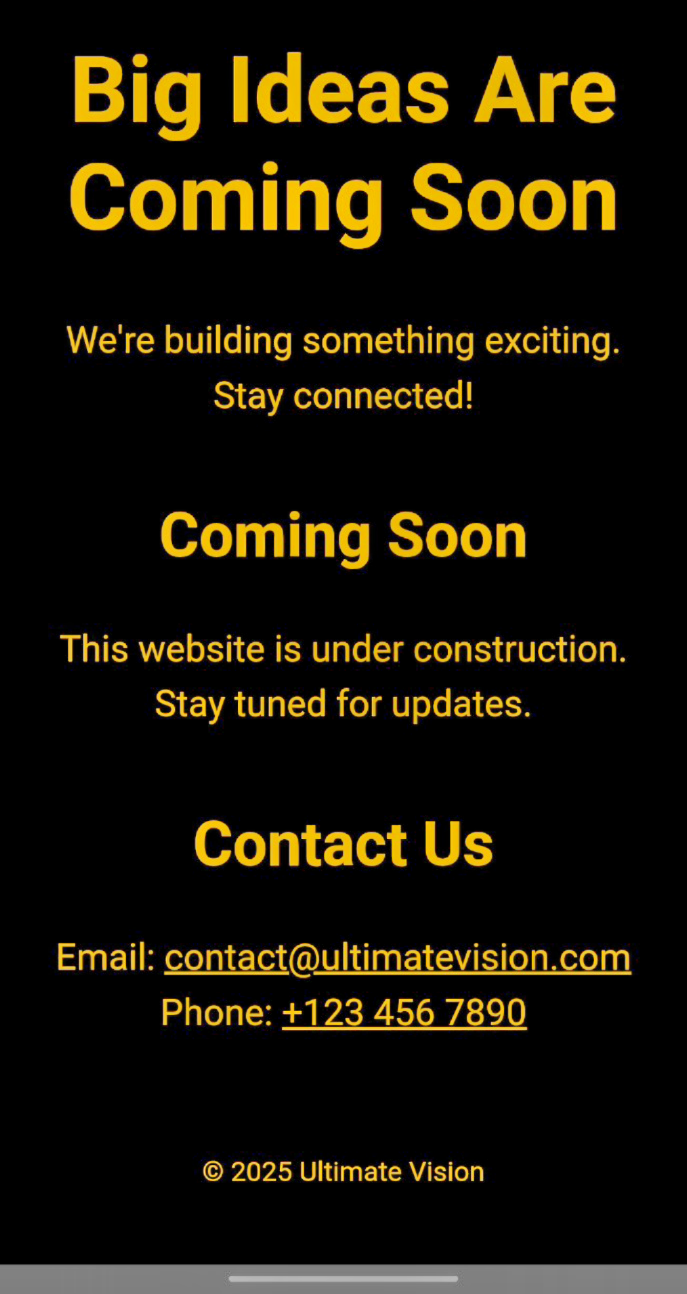 Big Ideas Are
Coming Soon
We're building something exciting.
Stay connected!
Coming Soon
This website is under construction.
Stay tuned for updates.
Contact Us
Email: contact@ultimatevision.com
Phone: +123 456 7890
© 2025 Ultimate Vision